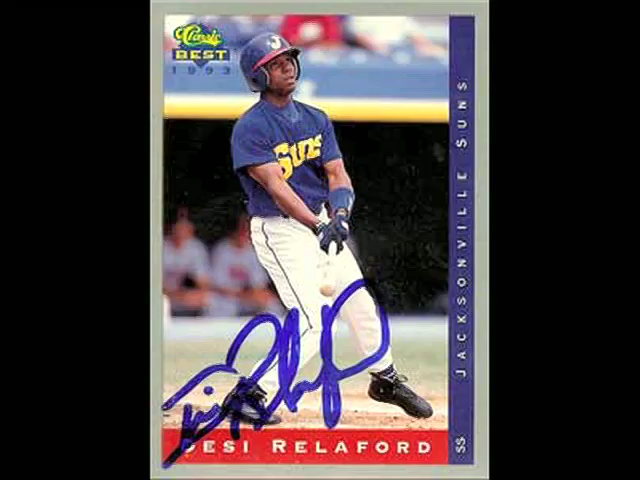 Classic
BEST
1993
Suns
JACKSONVILLE SUNS
SS
DESI RELAFORD